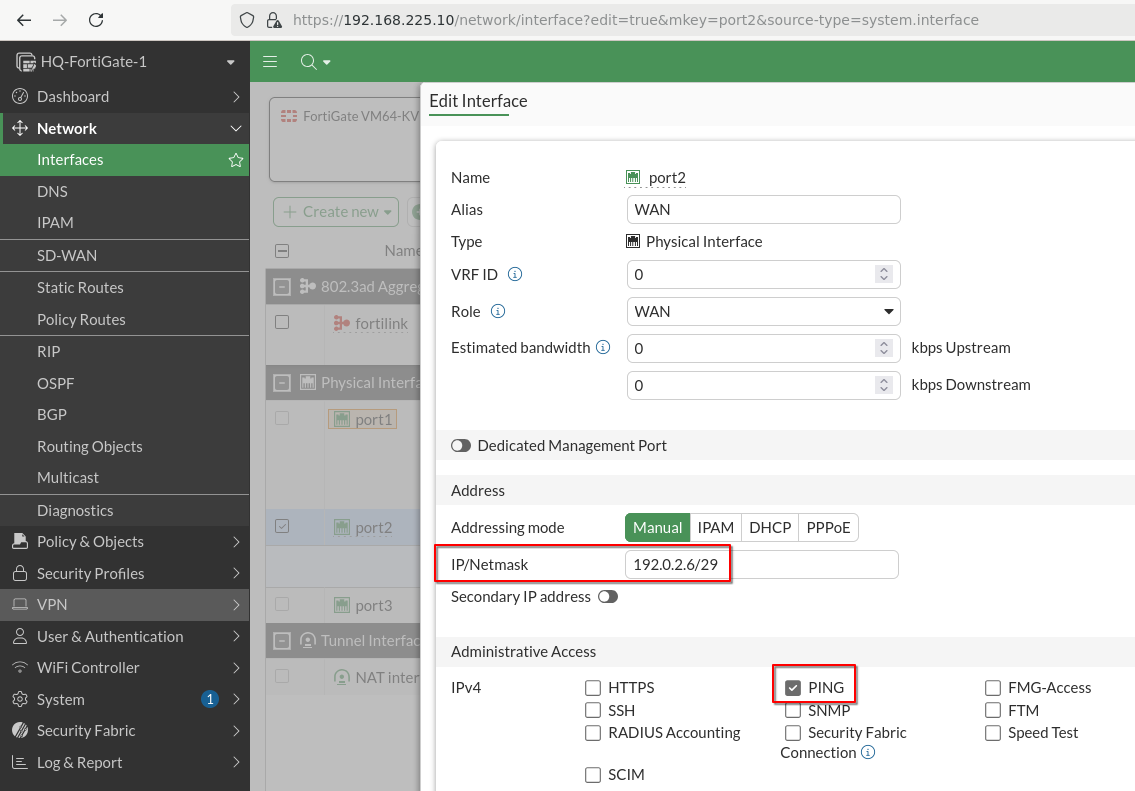 https://192.168.225.10/network/interface?edit=true&mkey=port2&source-type=system.interface
HQ-FortiGate-1
Dashboard
Network
Interfaces
DNS
IPAM
SD-WAN
Static Routes
Policy Routes
RIP
OSPF
BGP
Routing Objects
Multicast
Diagnostics
Policy & Objects
Security Profiles
VPN
User & Authentication
WiFi Controller
System 1
Security Fabric
Log & Report
FortiGate VM64-KV
Create new
Name
802.3ad Aggre
fortilink
Physical Interfa
port1
port2
port3
Tunnel Interfac
NAT inter
Edit Interface
Name port2
Alias WAN
Type Physical Interface
VRF ID 0
Role WAN
Estimated bandwidth 0 kbps Upstream
0 kbps Downstream
Dedicated Management Port
Address
Addressing mode Manual IPAM DHCP PPPoE
IP/Netmask 192.0.2.6/29
Secondary IP address
Administrative Access
IPv4 HTTPS PING FMG-Access
SSH SNMP FTM
RADIUS Accounting Security Fabric Speed Test
Connection
SCIM